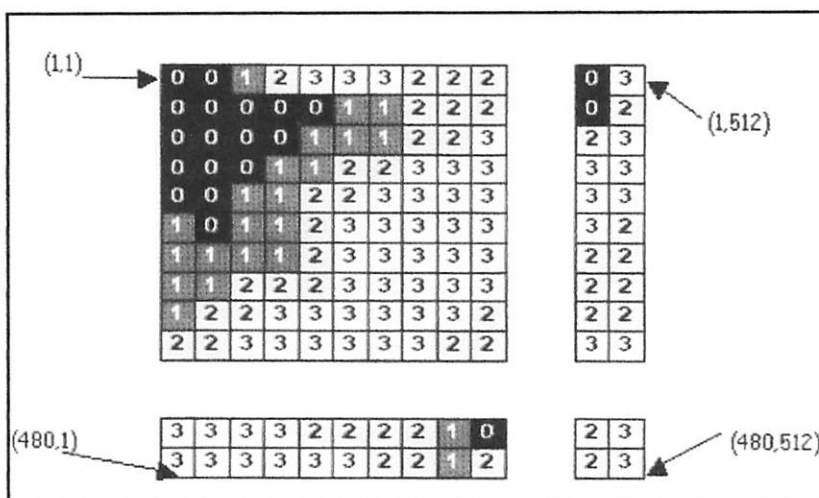 (1,1)
0 0 1 2 3 3 3 2 2 2 0 3
0 0 0 0 0 1 1 2 2 2 0 2
(1,512)
0 0 0 0 1 1 1 2 2 3 2 3
0 0 0 1 1 2 2 3 3 3 3 3
0 0 1 1 2 2 3 3 3 3 3 3
1 0 1 1 2 3 3 3 3 3 3 2
1 1 1 1 2 3 3 3 3 3 2 2
1 1 2 2 2 3 3 3 3 3 2 2
1 2 2 3 3 3 3 3 3 2 2 2
2 2 3 3 3 3 3 3 2 2 3 3
3 3 3 3 2 2 2 2 1 0 2 3
(480,1)
(480,512)
3 3 3 3 3 3 2 2 1 2 2 3